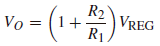 V_O = (1 + R_2/R_1) V_REG